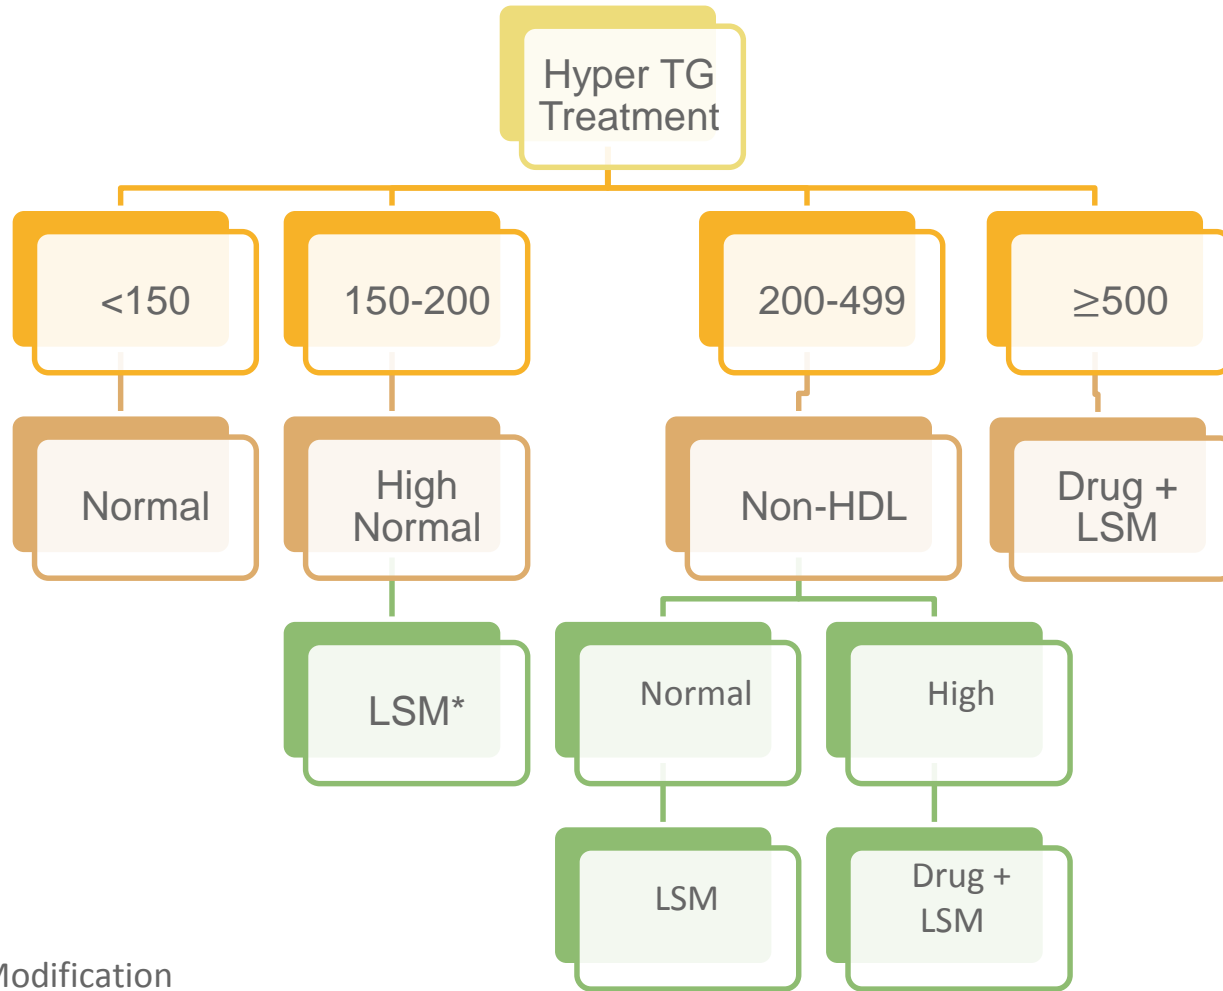 Hyper TG
Treatment
<150
150-200
200-499
≥500
Normal
High
Normal
Non-HDL
Drug +
LSM
LSM*
Normal
High
LSM
Drug +
LSM
Modification